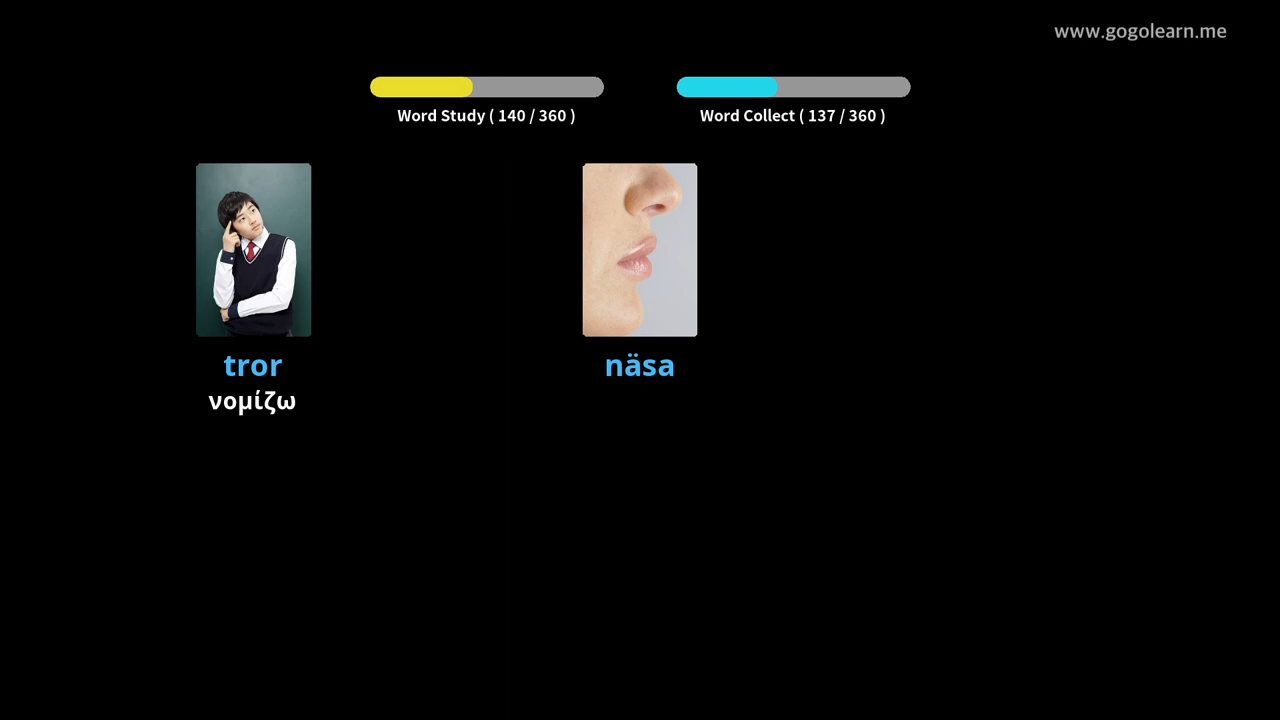 www.gogolearn.me
Word Study ( 140 / 360 )
Word Collect ( 137 / 360 )
tror
νομίζω
näsa